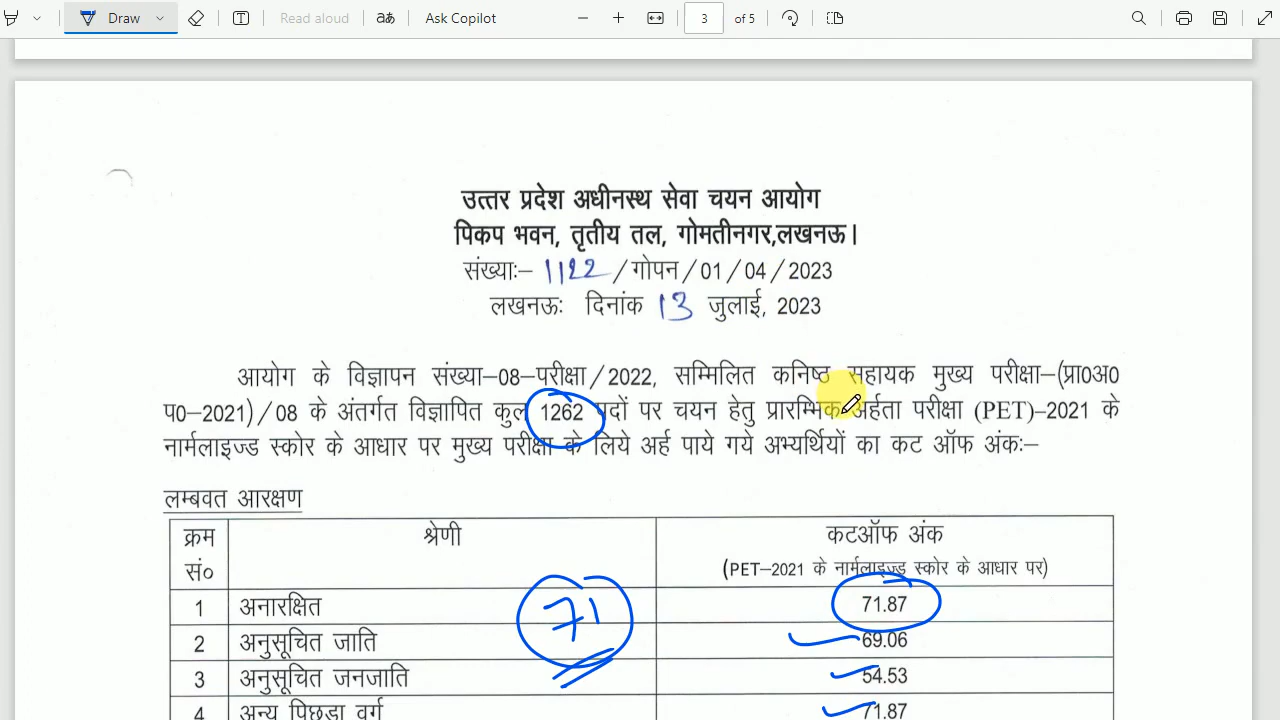 Draw
Read aloud
Ask Copilot
3 of 5
उत्तर प्रदेश अधीनस्थ सेवा चयन आयोग
पिकप भवन, तृतीय तल, गोमतीनगर,लखनऊ।
संख्याः– 1122 /गोपन/01/04/2023
लखनऊः दिनांक 13 जुलाई, 2023
आयोग के विज्ञापन संख्या–08–परीक्षा/2022, सम्मिलित कनिष्ठ सहायक मुख्य परीक्षा–(प्रा0अ0
प0–2021)/08 के अंतर्गत विज्ञापित कुल 1262 पदों पर चयन हेतु प्रारम्भिक अर्हता परीक्षा (PET)–2021 के
नार्मलाइज्ड स्कोर के आधार पर मुख्य परीक्षा के लिये अर्ह पाये गये अभ्यर्थियों का कट ऑफ अंकः–
लम्बवत आरक्षण
क्रम सं० श्रेणी कटऑफ अंक
(PET–2021 के नार्मलाइज्ड स्कोर के आधार पर)
1 अनारक्षित 71 71.87
2 अनुसूचित जाति 69.06
3 अनुसूचित जनजाति 54.53
4 अन्य पिछड़ा वर्ग 71.87